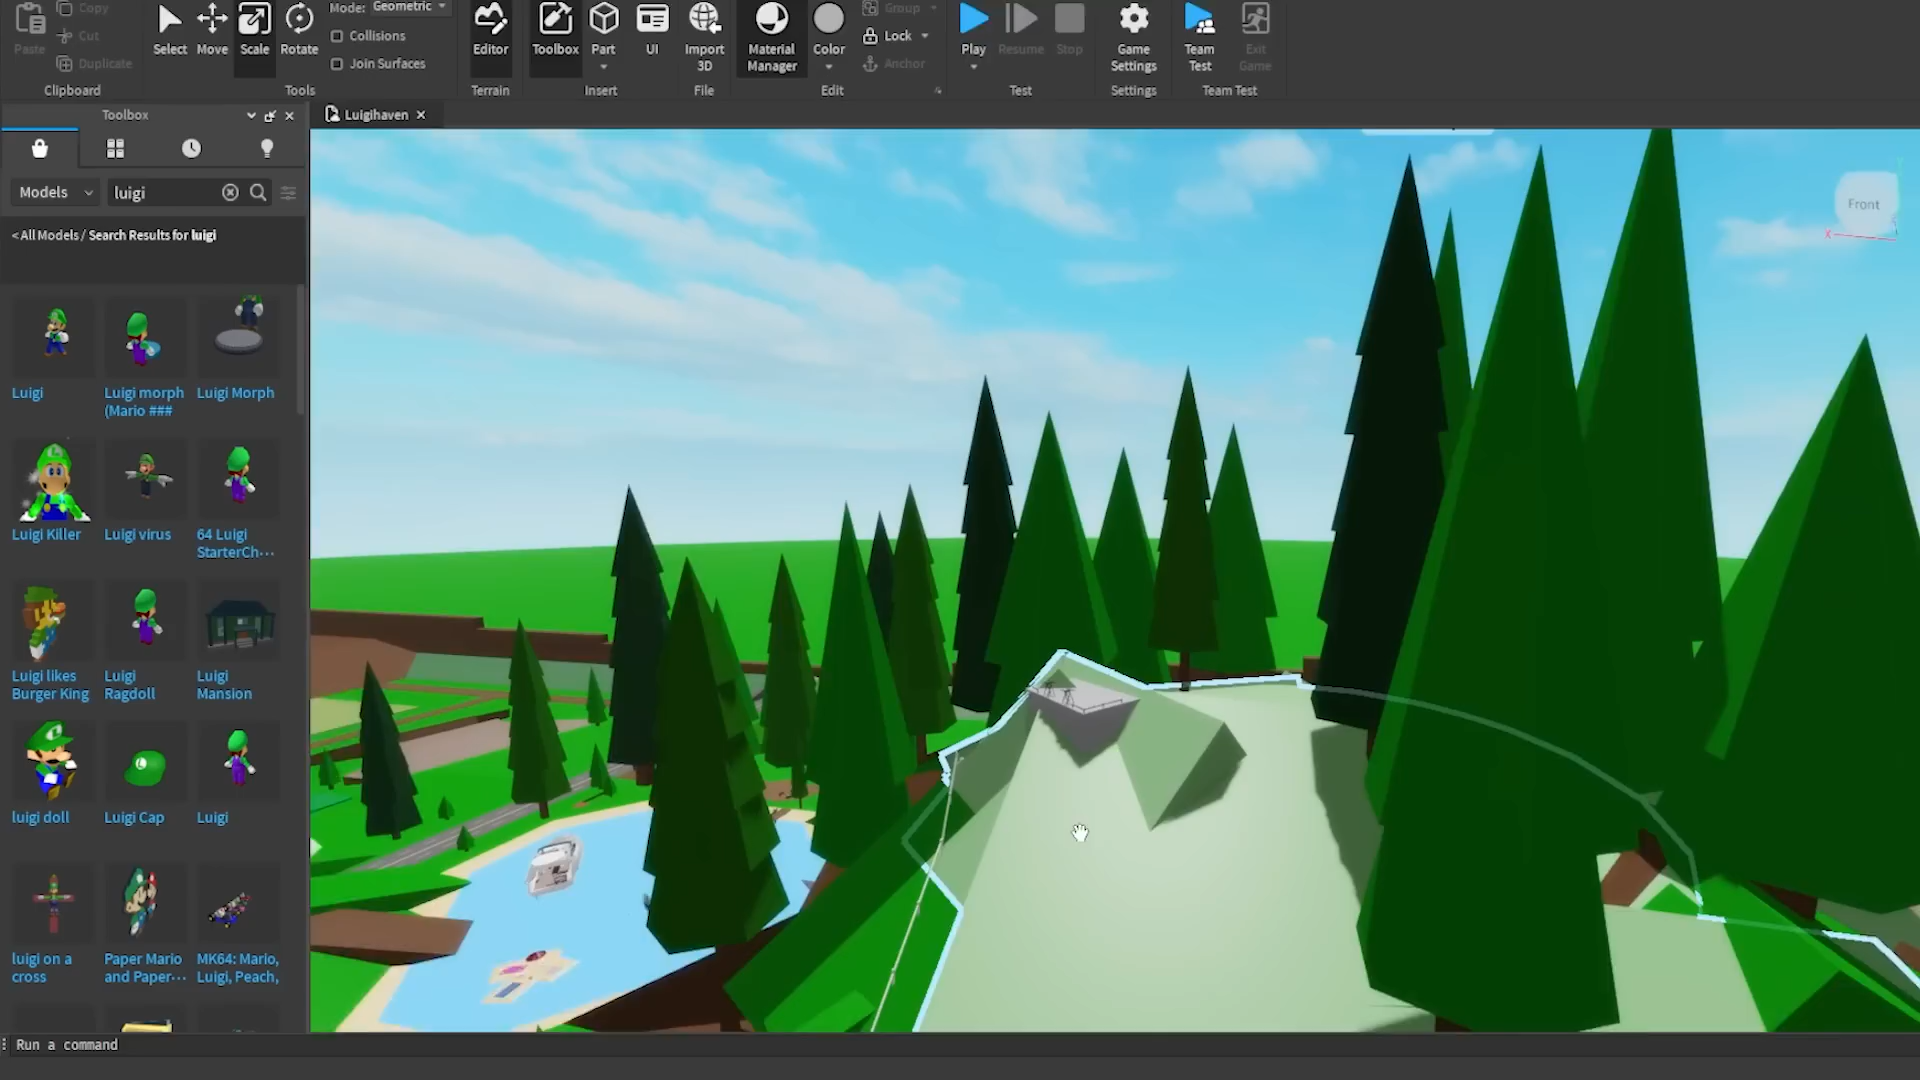 Copy
Cut
Duplicate
Paste
Clipboard
Select
Move
Scale
Rotate
Mode: Geometric
Collisions
Join Surfaces
Tools
Editor
Terrain
Toolbox
Part
UI
Insert
Import
3D
File
Material
Manager
Color
Group
Lock
Anchor
Edit
Play
Resume
Stop
Test
Game
Settings
Settings
Team
Test
Exit
Game
Team Test
Toolbox
Luigihaven
Models
luigi
<All Models/ Search Results for luigi
Front
X
Luigi
Luigi morph
(Mario ###
Luigi Morph
Luigi Killer
Luigi virus
64 Luigi
StarterCh···
Luigi likes
Burger King
Luigi
Ragdoll
Luigi
Mansion
luigi doll
Luigi Cap
Luigi
luigi on a
cross
Paper Mario
and Paper···
MK64: Mario,
Luigi, Peach,
Run a command